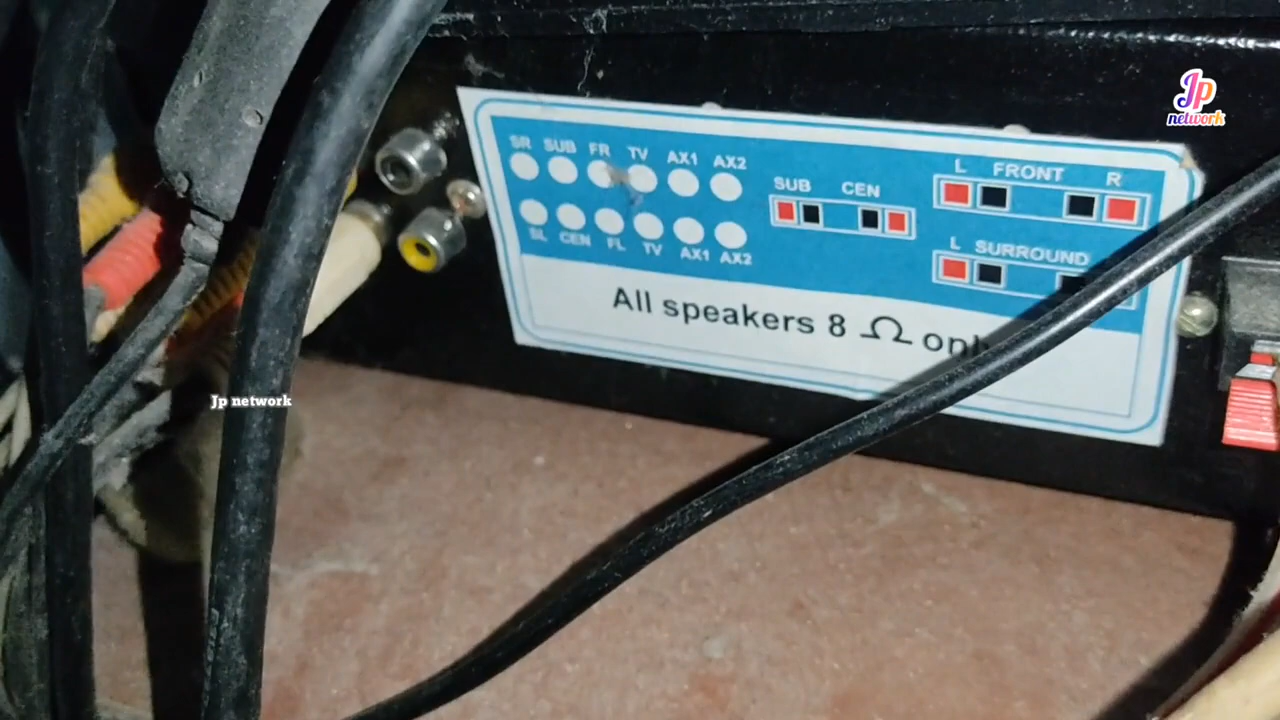 Jp
network
SR SUB FR TV AX1 AX2
SL CEN FL TV AX1 AX2
SUB CEN
L FRONT R
L SURROUND
All speakers 8 Ω only
Jp network